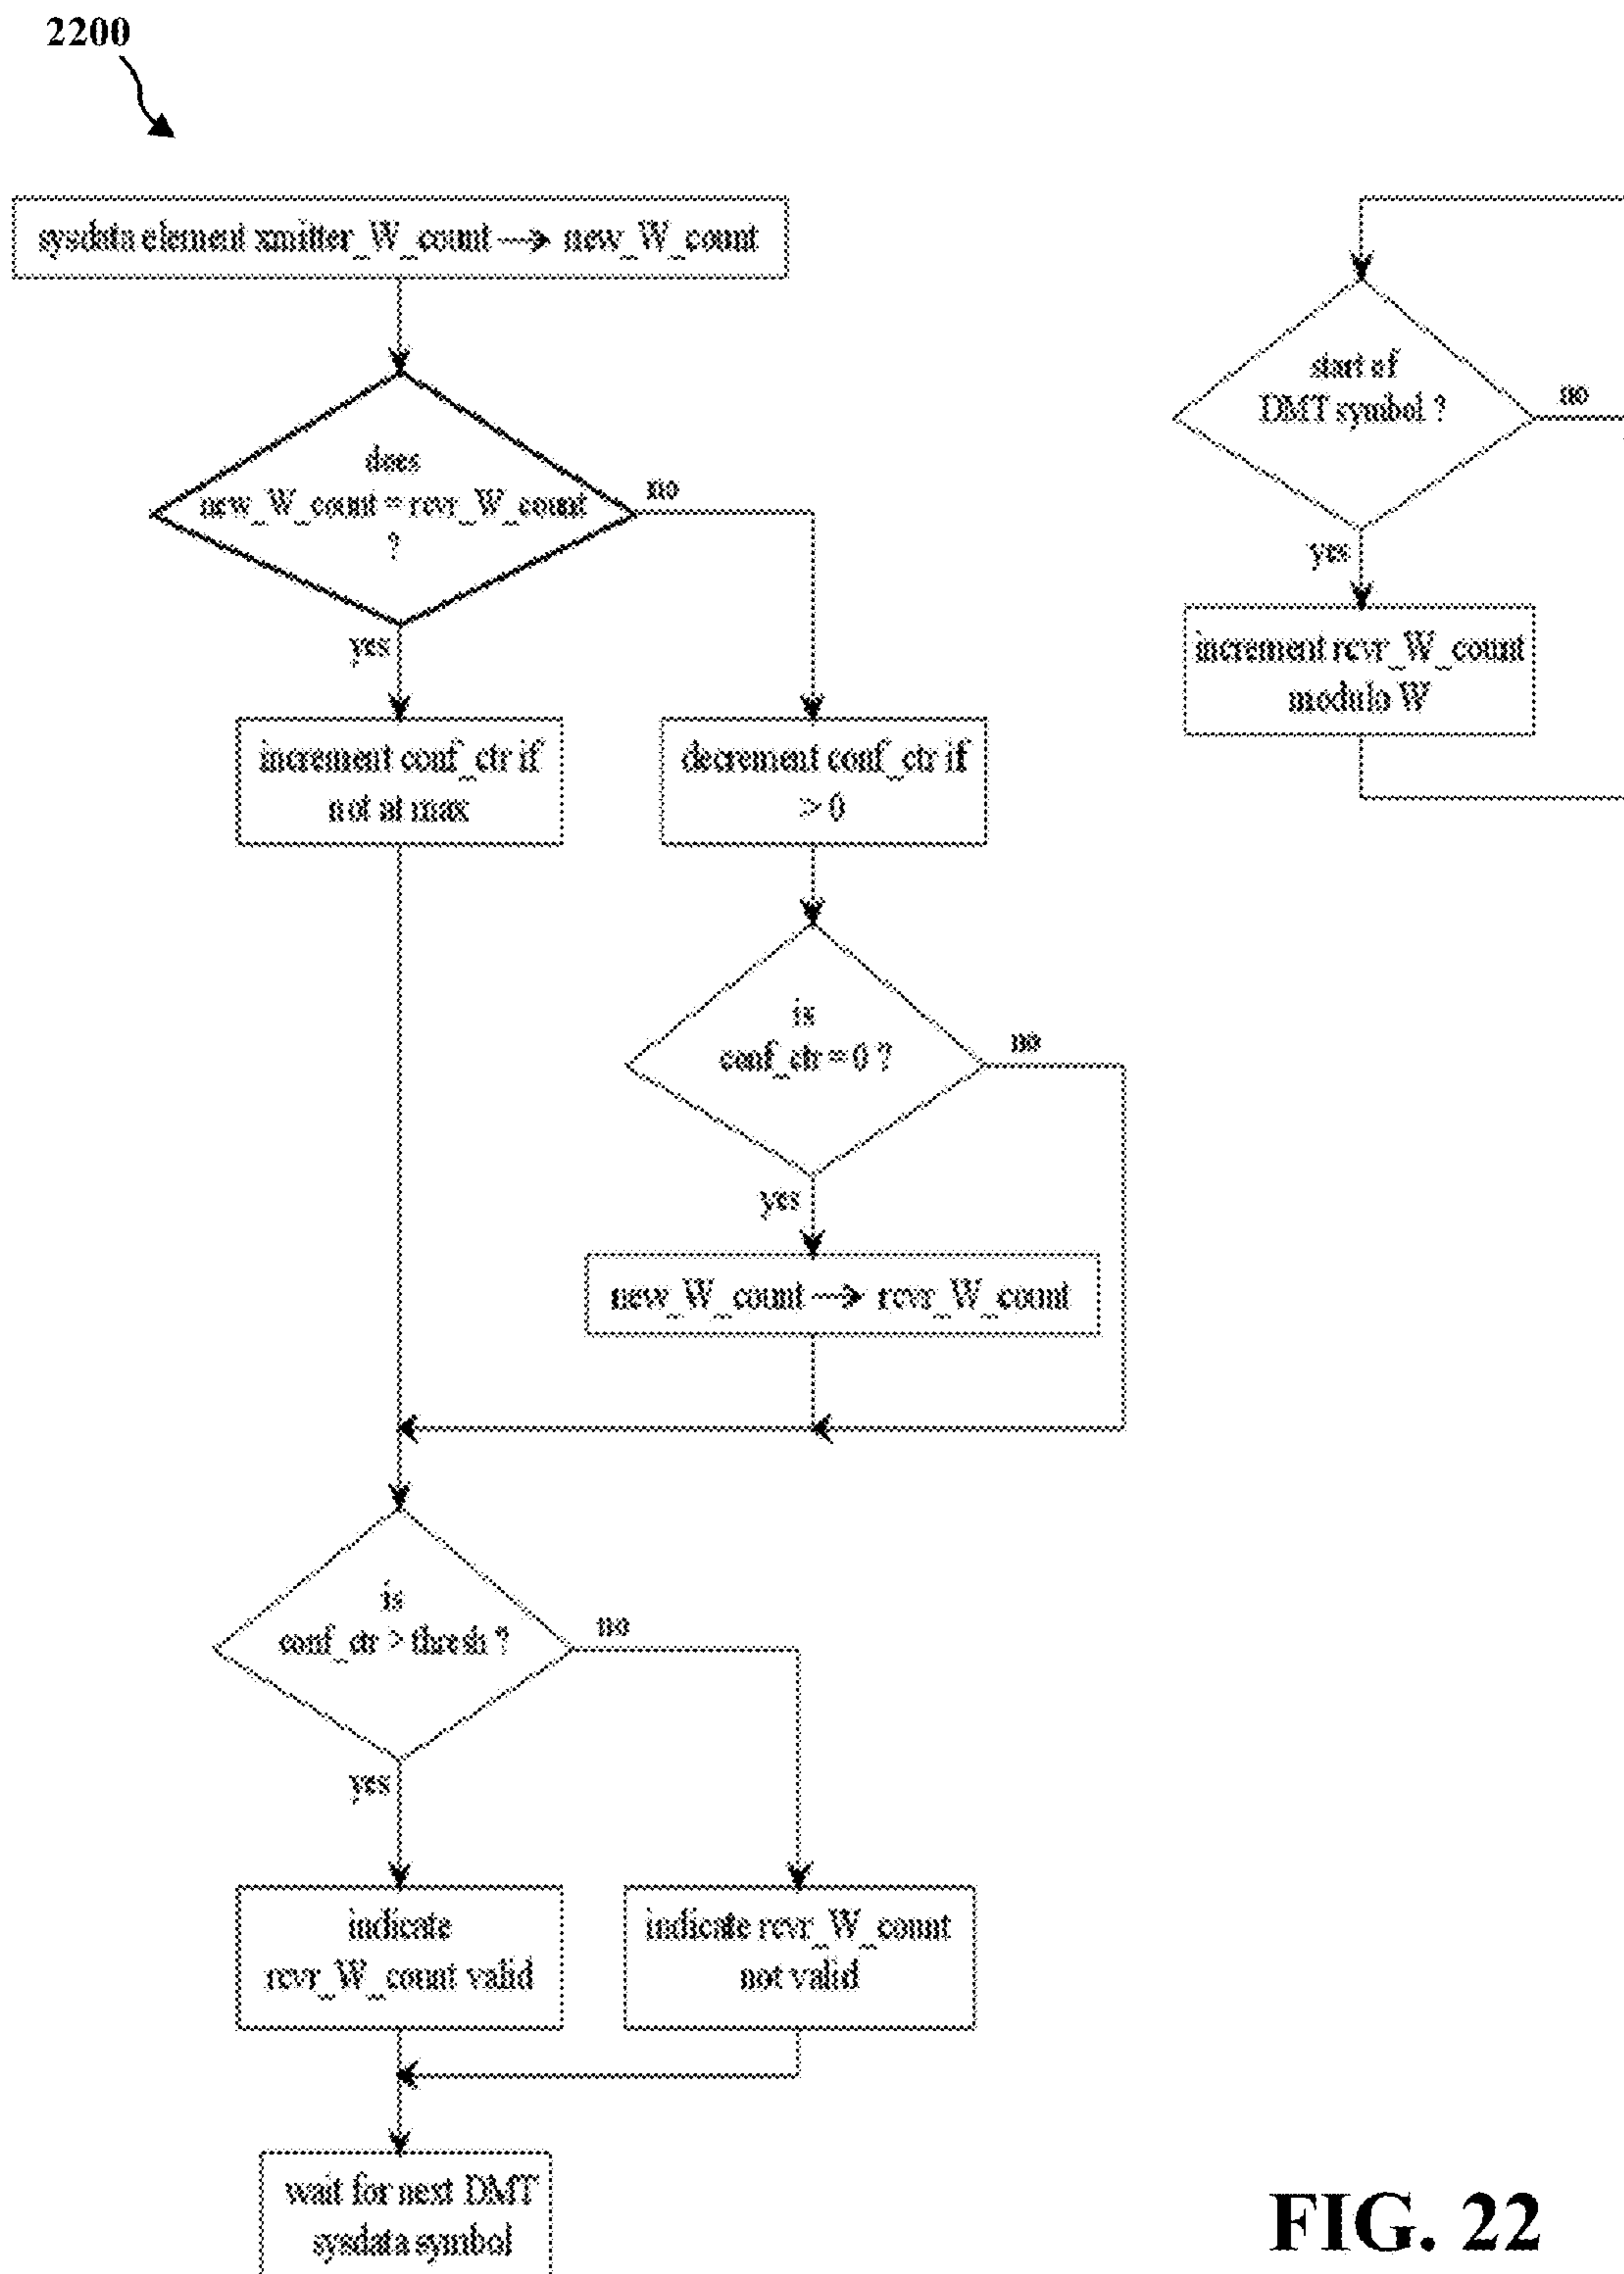 2200
sysdata element xmitter_W_count → new_W_count
does
new_W_count = rcvr_W_count
?
no
yes
increment conf_ctr if
not at max
decrement conf_ctr if
> 0
is
conf_ctr = 0 ?
no
yes
new_W_count → rcvr_W_count
is
conf_ctr > thresh ?
no
yes
indicate
rcvr_W_count valid
indicate rcvr_W_count
not valid
wait for next DMT
sysdata symbol
start of
DMT symbol ?
no
yes
increment rcvr_W_count
modulo W
FIG. 22